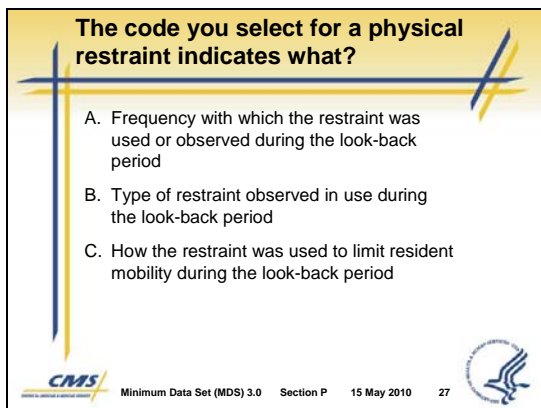 The code you select for a physical
restraint indicates what?
A. Frequency with which the restraint was
used or observed during the look-back
period
B. Type of restraint observed in use during
the look-back period
C. How the restraint was used to limit resident
mobility during the look-back period
CMS
Minimum Data Set (MDS) 3.0 Section P 15 May 2010 27